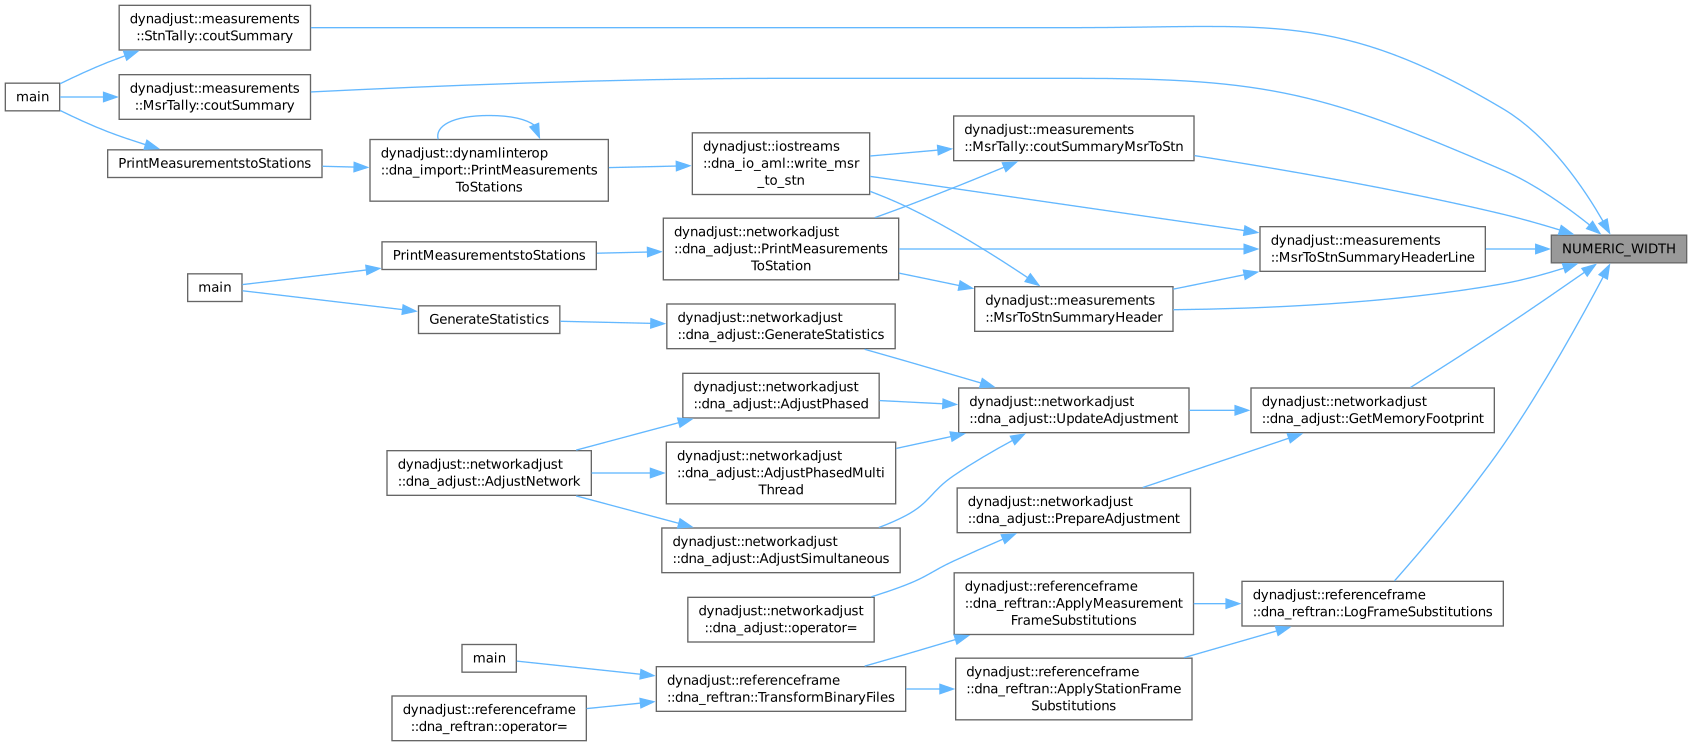 dynadjust::measurements
::StnTally::coutSummary
main
dynadjust::measurements
::MsrTally::coutSummary
PrintMeasurementstoStations
dynadjust::dynamlinterop
::dna_import::PrintMeasurements
ToStations
dynadjust::iostreams
::dna_io_aml::write_msr
_to_stn
dynadjust::measurements
::MsrTally::coutSummaryMsrToStn
dynadjust::networkadjust
::dna_adjust::PrintMeasurements
ToStation
dynadjust::measurements
::MsrToStnSummaryHeaderLine
NUMERIC_WIDTH
PrintMeasurementstoStations
main
dynadjust::measurements
::MsrToStnSummaryHeader
GenerateStatistics
dynadjust::networkadjust
::dna_adjust::GenerateStatistics
dynadjust::networkadjust
::dna_adjust::AdjustPhased
dynadjust::networkadjust
::dna_adjust::UpdateAdjustment
dynadjust::networkadjust
::dna_adjust::GetMemoryFootprint
dynadjust::networkadjust
::dna_adjust::AdjustNetwork
dynadjust::networkadjust
::dna_adjust::AdjustPhasedMulti
Thread
dynadjust::networkadjust
::dna_adjust::PrepareAdjustment
dynadjust::networkadjust
::dna_adjust::AdjustSimultaneous
dynadjust::networkadjust
::dna_adjust::operator=
dynadjust::referenceframe
::dna_reftran::ApplyMeasurement
FrameSubstitutions
dynadjust::referenceframe
::dna_reftran::LogFrameSubstitutions
main
dynadjust::referenceframe
::dna_reftran::TransformBinaryFiles
dynadjust::referenceframe
::dna_reftran::ApplyStationFrame
Substitutions
dynadjust::referenceframe
::dna_reftran::operator=